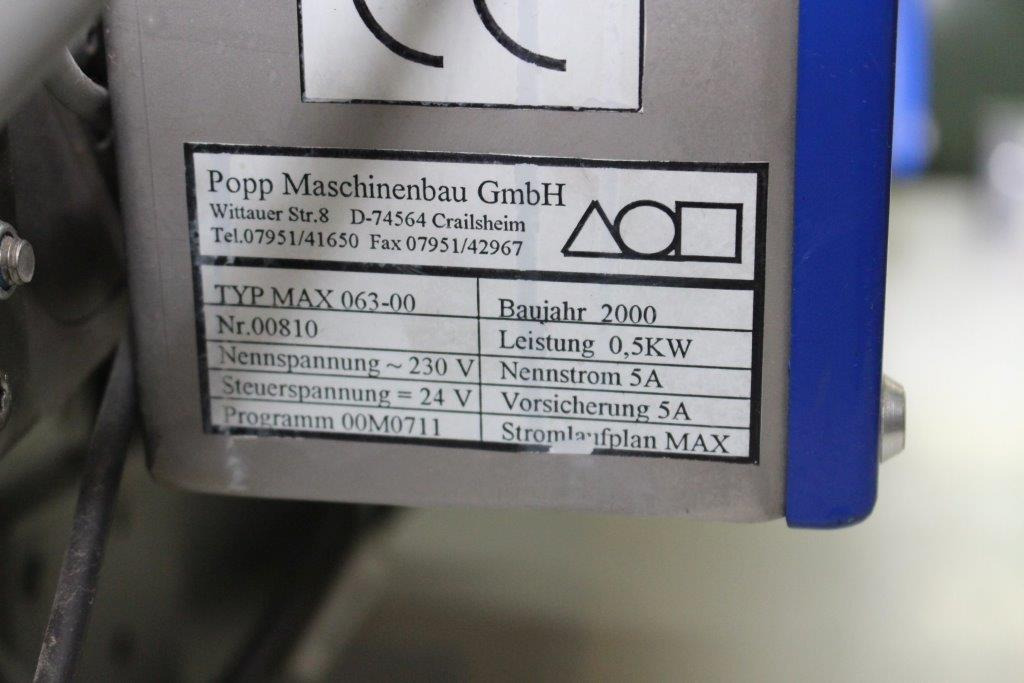 CE
Popp Maschinenbau GmbH
Wittauer Str.8 D-74564 Crailsheim
Tel.07951/41650 Fax 07951/42967
TYP MAX 063-00
Baujahr 2000
Nr.00810
Leistung 0,5KW
Nennspannung ~ 230 V
Nennstrom 5A
Steuerspannung = 24 V
Vorsicherung 5A
Programm 00M0711
Stromlaufplan MAX